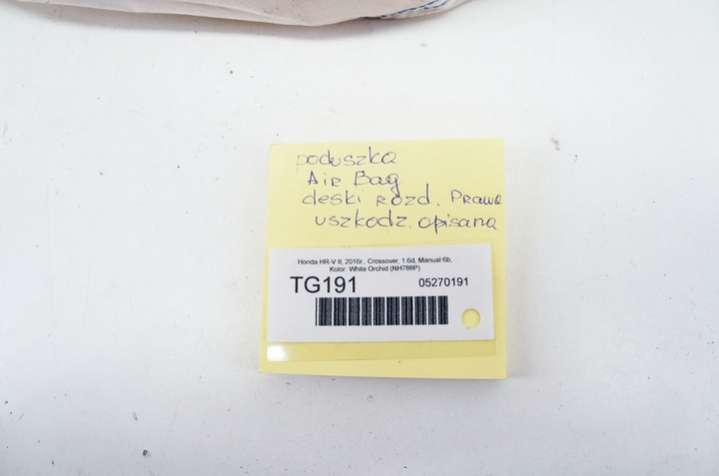 poduszka
Air Bag
deski rozd. Prawa
uszkodz. opisana
Honda HR-V II, 2016r., Crossover, 1.6d, Manual 6b,
Kolor: White Orchid (NH788P)
TG191 05270191